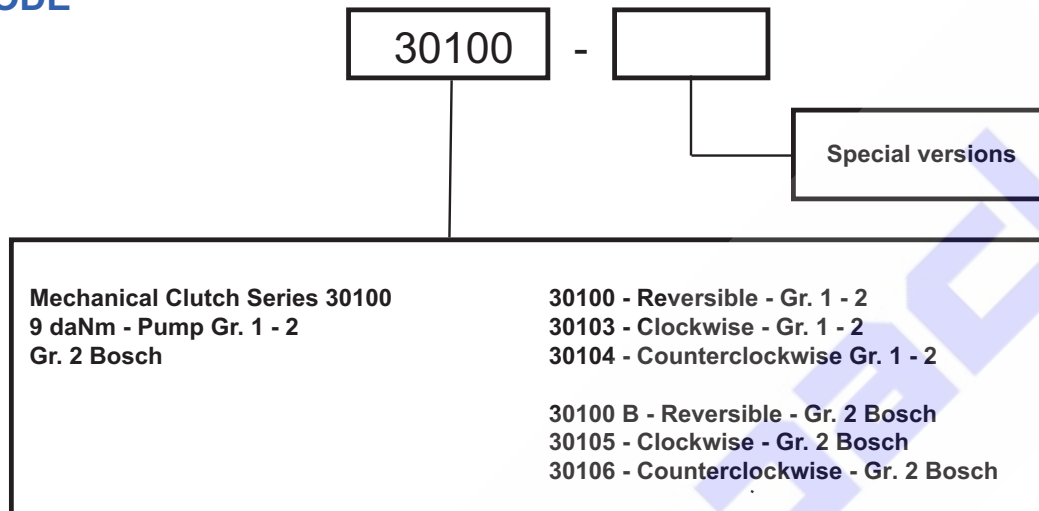 30100 -
Special versions
Mechanical Clutch Series 30100
9 daNm - Pump Gr. 1 - 2
Gr. 2 Bosch
30100 - Reversible - Gr. 1 - 2
30103 - Clockwise - Gr. 1 - 2
30104 - Counterclockwise Gr. 1 - 2
30100 B - Reversible - Gr. 2 Bosch
30105 - Clockwise - Gr. 2 Bosch
30106 - Counterclockwise - Gr. 2 Bosch